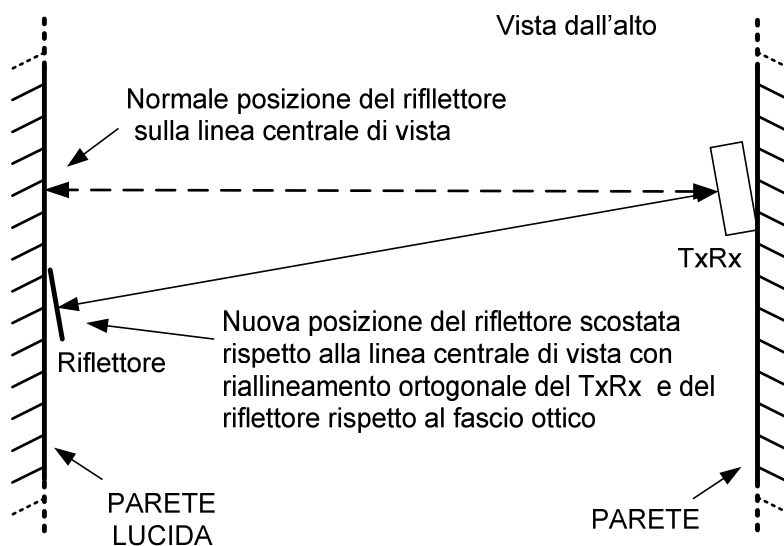 Vista dall'alto
Normale posizione del rifllettore
sulla linea centrale di vista
TxRx
Nuova posizione del riflettore scostata
rispetto alla linea centrale di vista con
riallineamento ortogonale del TxRx e del
riflettore rispetto al fascio ottico
Riflettore
PARETE
LUCIDA
PARETE